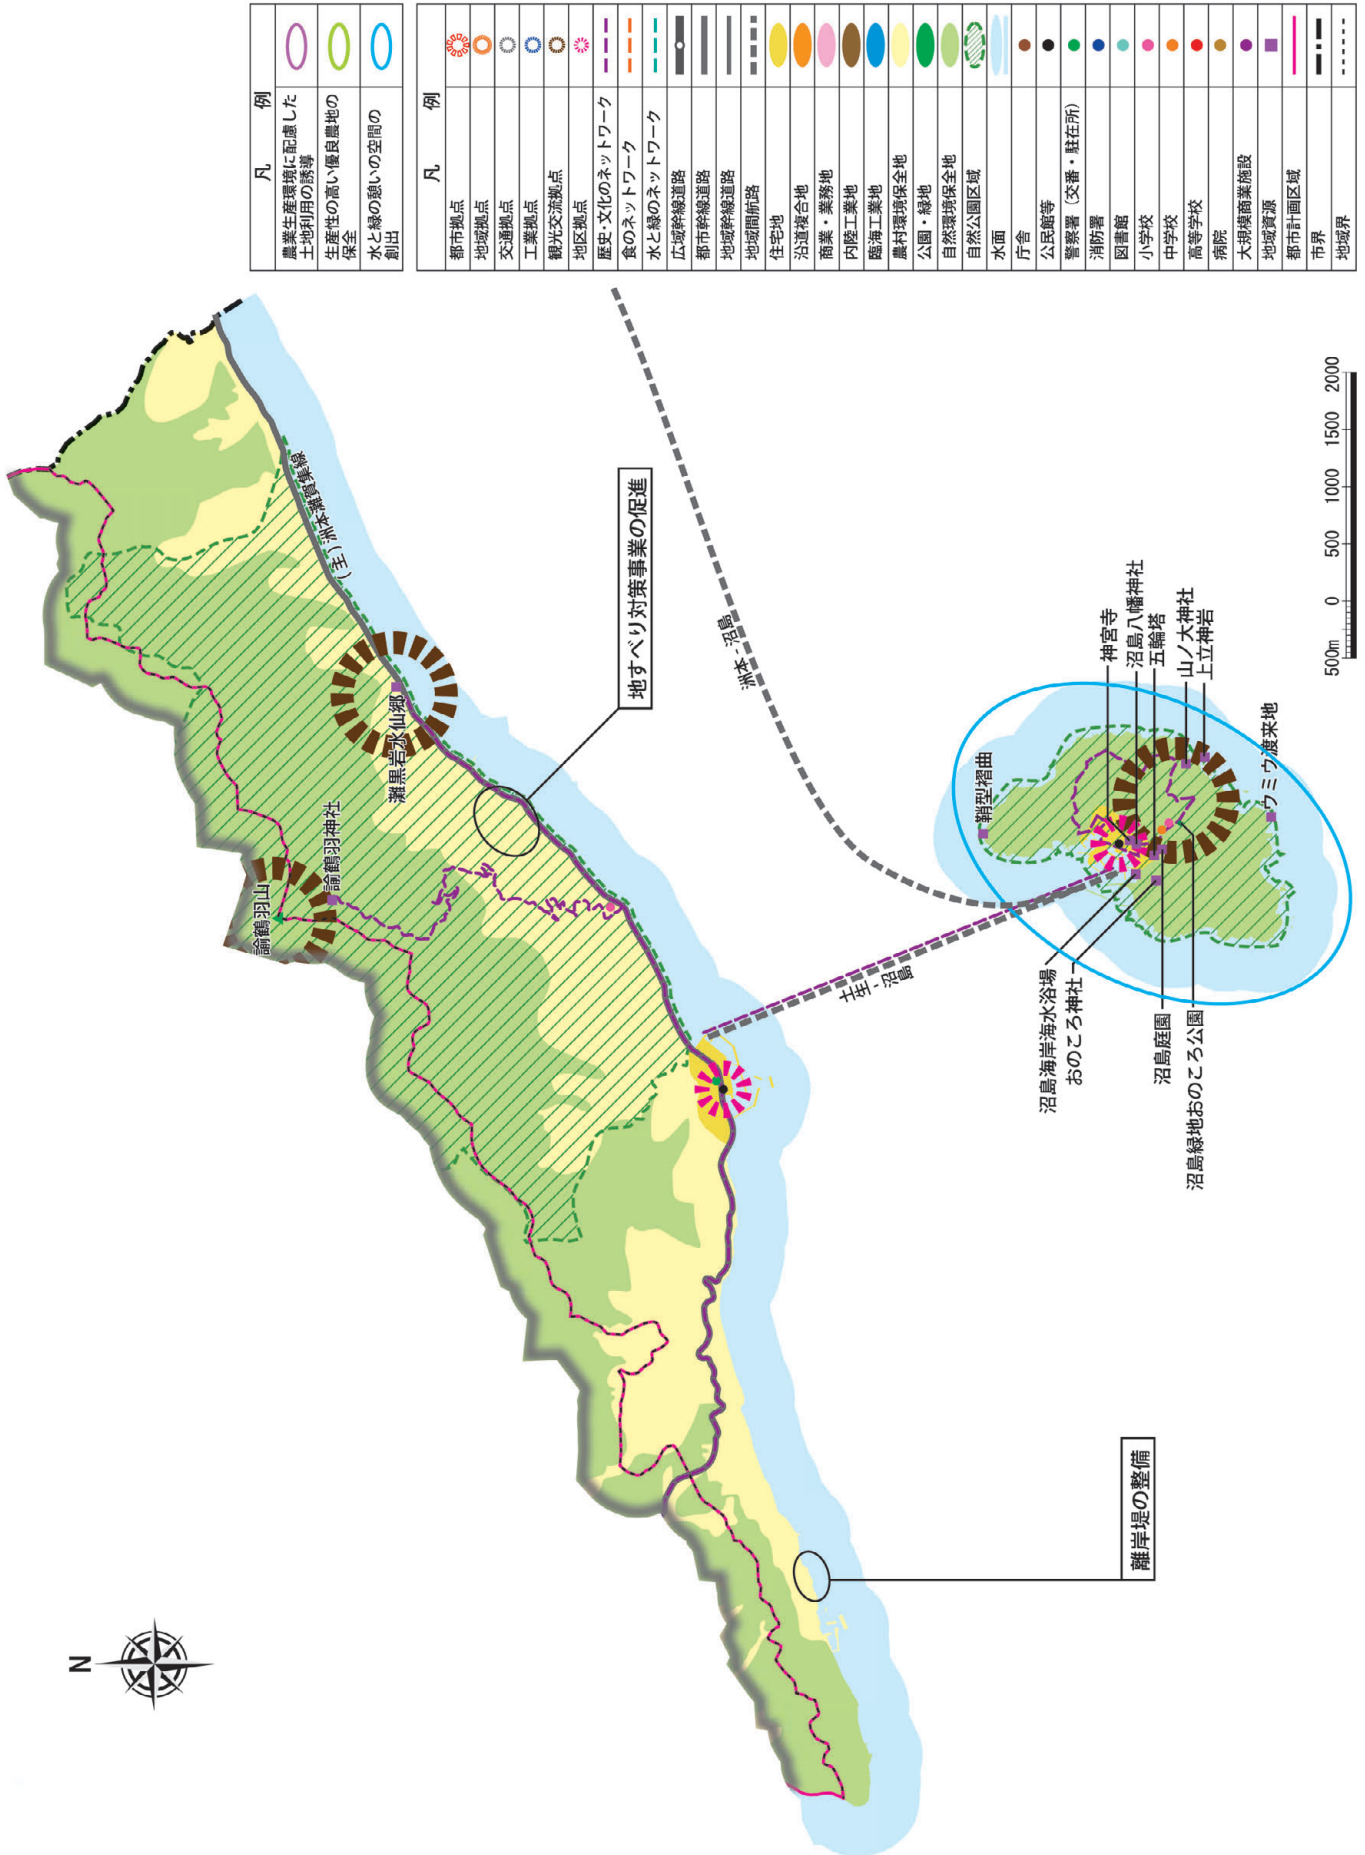 凡例
農業生産環境に配慮した
土地利用の誘導
生産性の高い優良農地の
保全
水と緑の憩いの空間の
創出
凡例
都市拠点
地域拠点
交通拠点
工業拠点
観光交流拠点
地区拠点
歴史・文化のネットワーク
食のネットワーク
水と緑のネットワーク
広域幹線道路
都市幹線道路
地域幹線道路
地域間航路
住宅地
沿道複合地
商業・業務地
内陸工業地
臨海工業地
農村環境保全地
公園・緑地
自然環境保全地
自然公園区域
水面
庁舎
公民館等
警察署（交番・駐在所）
消防署
図書館
小学校
中学校
高等学校
病院
大規模商業施設
地域資源
都市計画区域
市界
地域界
N
諭鶴羽山
諭鶴羽神社
灘黒岩水仙郷
(主)洲本灘賀集線
地すべり対策事業の促進
洲本-沼島
土生-沼島
離岸堤の整備
鞘型褶曲
神宮寺
沼島八幡神社
五輪塔
山ノ大神社
上立神岩
ウミウ渡来地
沼島海岸海水浴場
おのころ神社
沼島庭園
沼島緑地おのころ公園
500m 0 500 1000 1500 2000